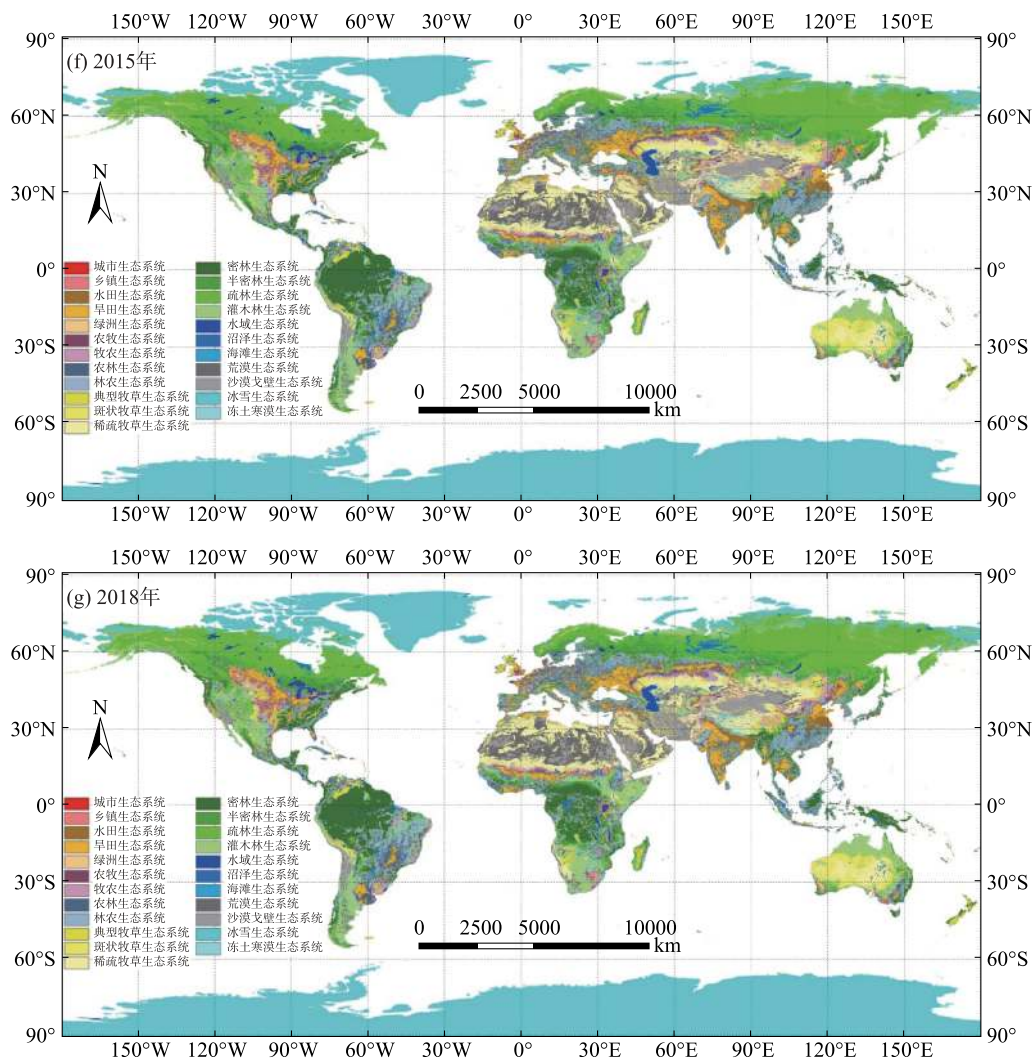 150°W 120°W 90°W 60°W 30°W 0° 30°E 60°E 90°E 120°E 150°E
90° 90°
(f) 2015年
60°N 60°N
N
30°N 30°N
0° 0°
30°S 30°S
60°S 60°S
90° 90°
城市生态系统 密林生态系统
乡镇生态系统 半密林生态系统
水田生态系统 疏林生态系统
旱田生态系统 灌木林生态系统
绿洲生态系统 水域生态系统
农牧生态系统 沼泽生态系统
牧农生态系统 海滩生态系统
农林生态系统 荒漠生态系统
林农生态系统 沙漠戈壁生态系统
典型牧草生态系统 冰雪生态系统
斑状牧草生态系统 冻土寒漠生态系统
稀疏牧草生态系统
0 2500 5000 10000
km
150°W 120°W 90°W 60°W 30°W 0° 30°E 60°E 90°E 120°E 150°E
150°W 120°W 90°W 60°W 30°W 0° 30°E 60°E 90°E 120°E 150°E
90° 90°
(g) 2018年
60°N 60°N
N
30°N 30°N
0° 0°
30°S 30°S
60°S 60°S
90° 90°
城市生态系统 密林生态系统
乡镇生态系统 半密林生态系统
水田生态系统 疏林生态系统
旱田生态系统 灌木林生态系统
绿洲生态系统 水域生态系统
农牧生态系统 沼泽生态系统
牧农生态系统 海滩生态系统
农林生态系统 荒漠生态系统
林农生态系统 沙漠戈壁生态系统
典型牧草生态系统 冰雪生态系统
斑状牧草生态系统 冻土寒漠生态系统
稀疏牧草生态系统
0 2500 5000 10000
km
150°W 120°W 90°W 60°W 30°W 0° 30°E 60°E 90°E 120°E 150°E